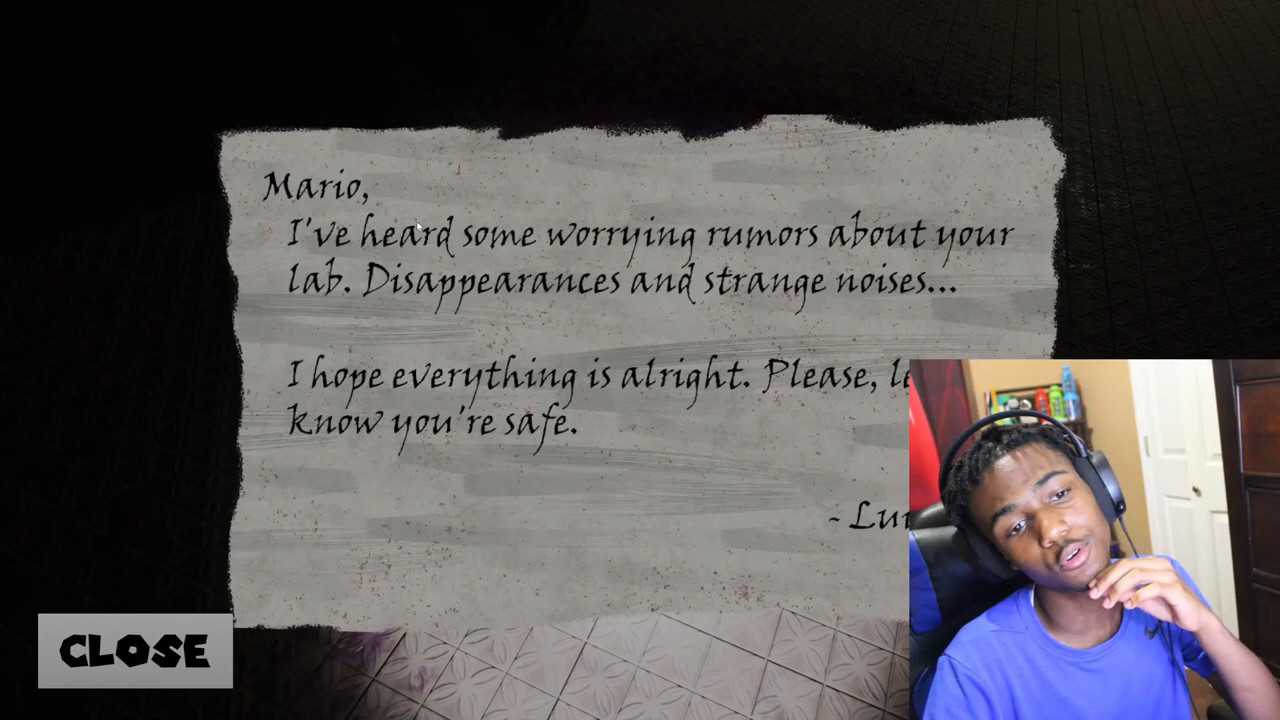 Mario,
I've heard some worrying rumors about your
lab. Disappearances and strange noises...
I hope everything is alright. Please,
know you're safe.
-
CLOSE